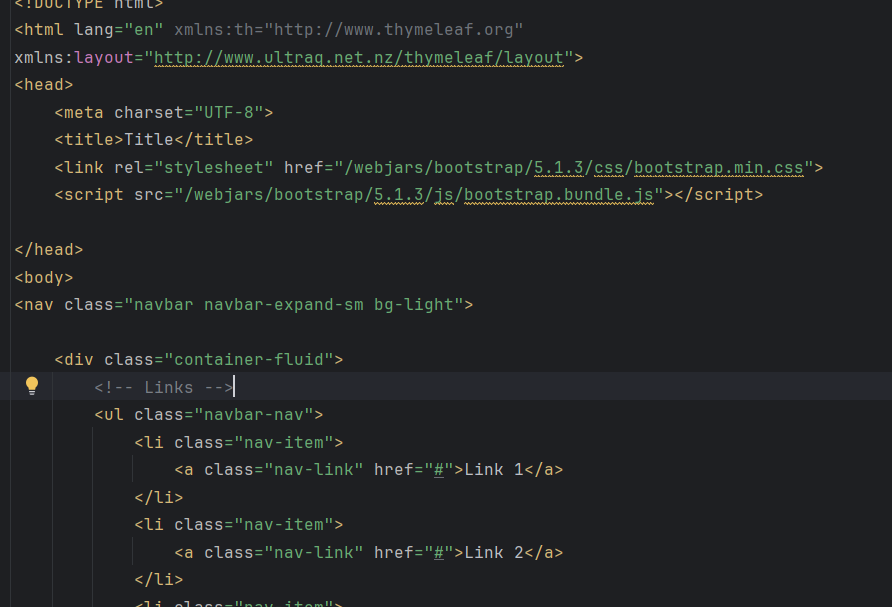 <!DOCTYPE html>
<html lang="en" xmlns:th="http://www.thymeleaf.org"
xmlns:layout="http://www.ultraq.net.nz/thymeleaf/layout">
<head>
    <meta charset="UTF-8">
    <title>Title</title>
    <link rel="stylesheet" href="/webjars/bootstrap/5.1.3/css/bootstrap.min.css">
    <script src="/webjars/bootstrap/5.1.3/js/bootstrap.bundle.js"></script>
</head>
<body>
<nav class="navbar navbar-expand-sm bg-light">
    <div class="container-fluid">
        <!-- Links -->
        <ul class="navbar-nav">
            <li class="nav-item">
                <a class="nav-link" href="#">Link 1</a>
            </li>
            <li class="nav-item">
                <a class="nav-link" href="#">Link 2</a>
            </li>
            <li class="nav-item">